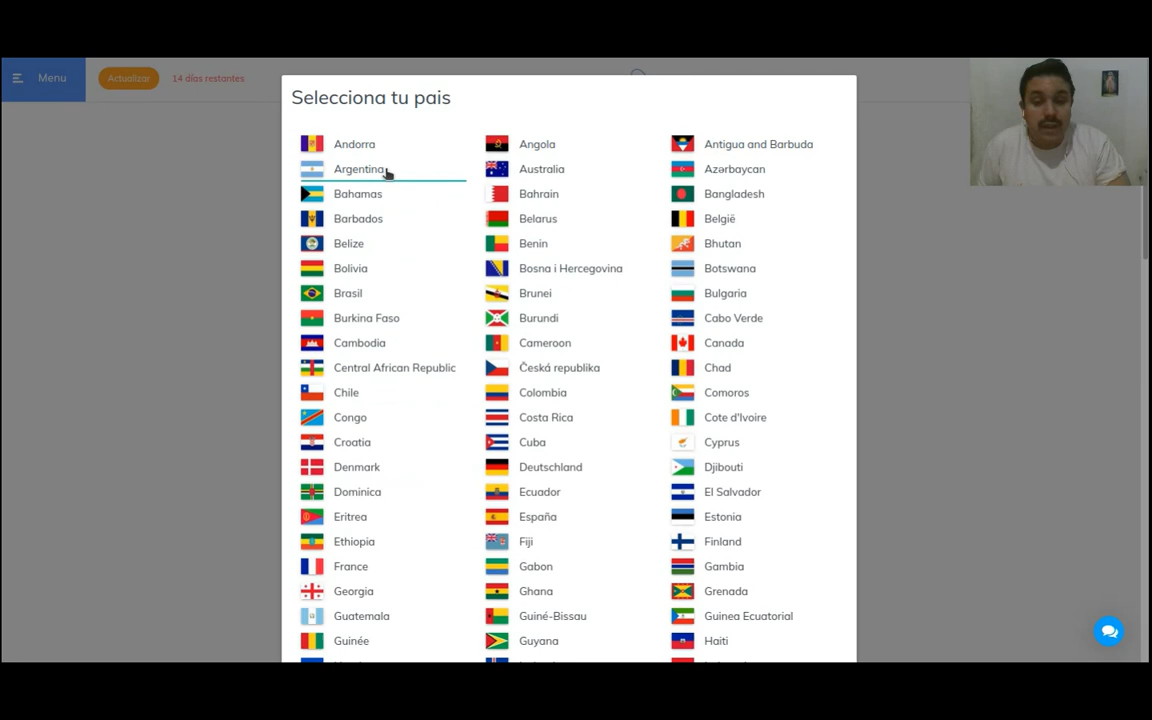 Menu
Actualizar
14 días restantes
Selecciona tu pais
Andorra Angola Antigua and Barbuda
Argentina Australia Azərbaycan
Bahamas Bahrain Bangladesh
Barbados Belarus België
Belize Benin Bhutan
Bolivia Bosna i Hercegovina Botswana
Brasil Brunei Bulgaria
Burkina Faso Burundi Cabo Verde
Cambodia Cameroon Canada
Central African Republic Česká republika Chad
Chile Colombia Comoros
Congo Costa Rica Cote d'Ivoire
Croatia Cuba Cyprus
Denmark Deutschland Djibouti
Dominica Ecuador El Salvador
Eritrea España Estonia
Ethiopia Fiji Finland
France Gabon Gambia
Georgia Ghana Grenada
Guatemala Guiné-Bissau Guinea Ecuatorial
Guinée Guyana Haiti